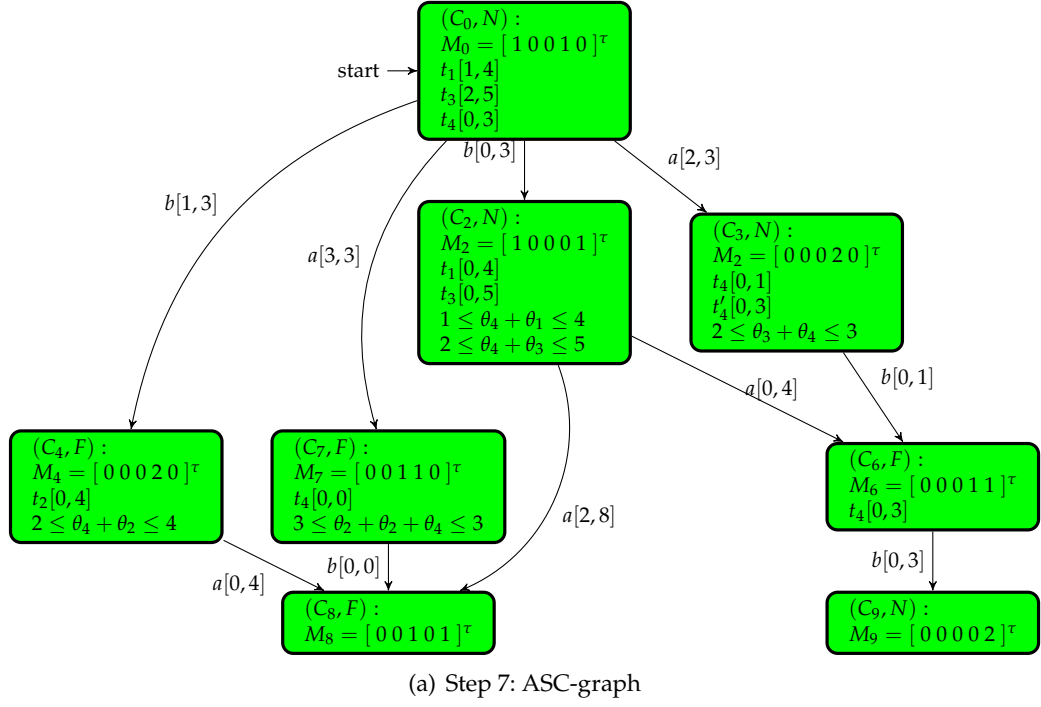 (C₀, N) :
M₀ = [ 1 0 0 1 0 ]^τ
start
t₁[1, 4]
t₃[2, 5]
t₄[0, 3]
b[1, 3]
a[3, 3]
b[0, 3]
a[2, 3]
(C₂, N) :
M₂ = [ 1 0 0 0 1 ]^τ
t₁[0, 4]
t₃[0, 5]
1 ≤ θ₄ + θ₁ ≤ 4
2 ≤ θ₄ + θ₃ ≤ 5
(C₃, N) :
M₂ = [ 0 0 0 2 0 ]^τ
t₄[0, 1]
t₄′[0, 3]
2 ≤ θ₃ + θ₄ ≤ 3
a[0, 4]
b[0, 1]
(C₄, F) :
M₄ = [ 0 0 0 2 0 ]^τ
t₂[0, 4]
2 ≤ θ₄ + θ₂ ≤ 4
(C₇, F) :
M₇ = [ 0 0 1 1 0 ]^τ
t₄[0, 0]
3 ≤ θ₂ + θ₂ + θ₄ ≤ 3
a[2, 8]
(C₆, F) :
M₆ = [ 0 0 0 1 1 ]^τ
t₄[0, 3]
a[0, 4]
b[0, 0]
b[0, 3]
(C₈, F) :
M₈ = [ 0 0 1 0 1 ]^τ
(C₉, N) :
M₉ = [ 0 0 0 0 2 ]^τ
(a) Step 7: ASC-graph